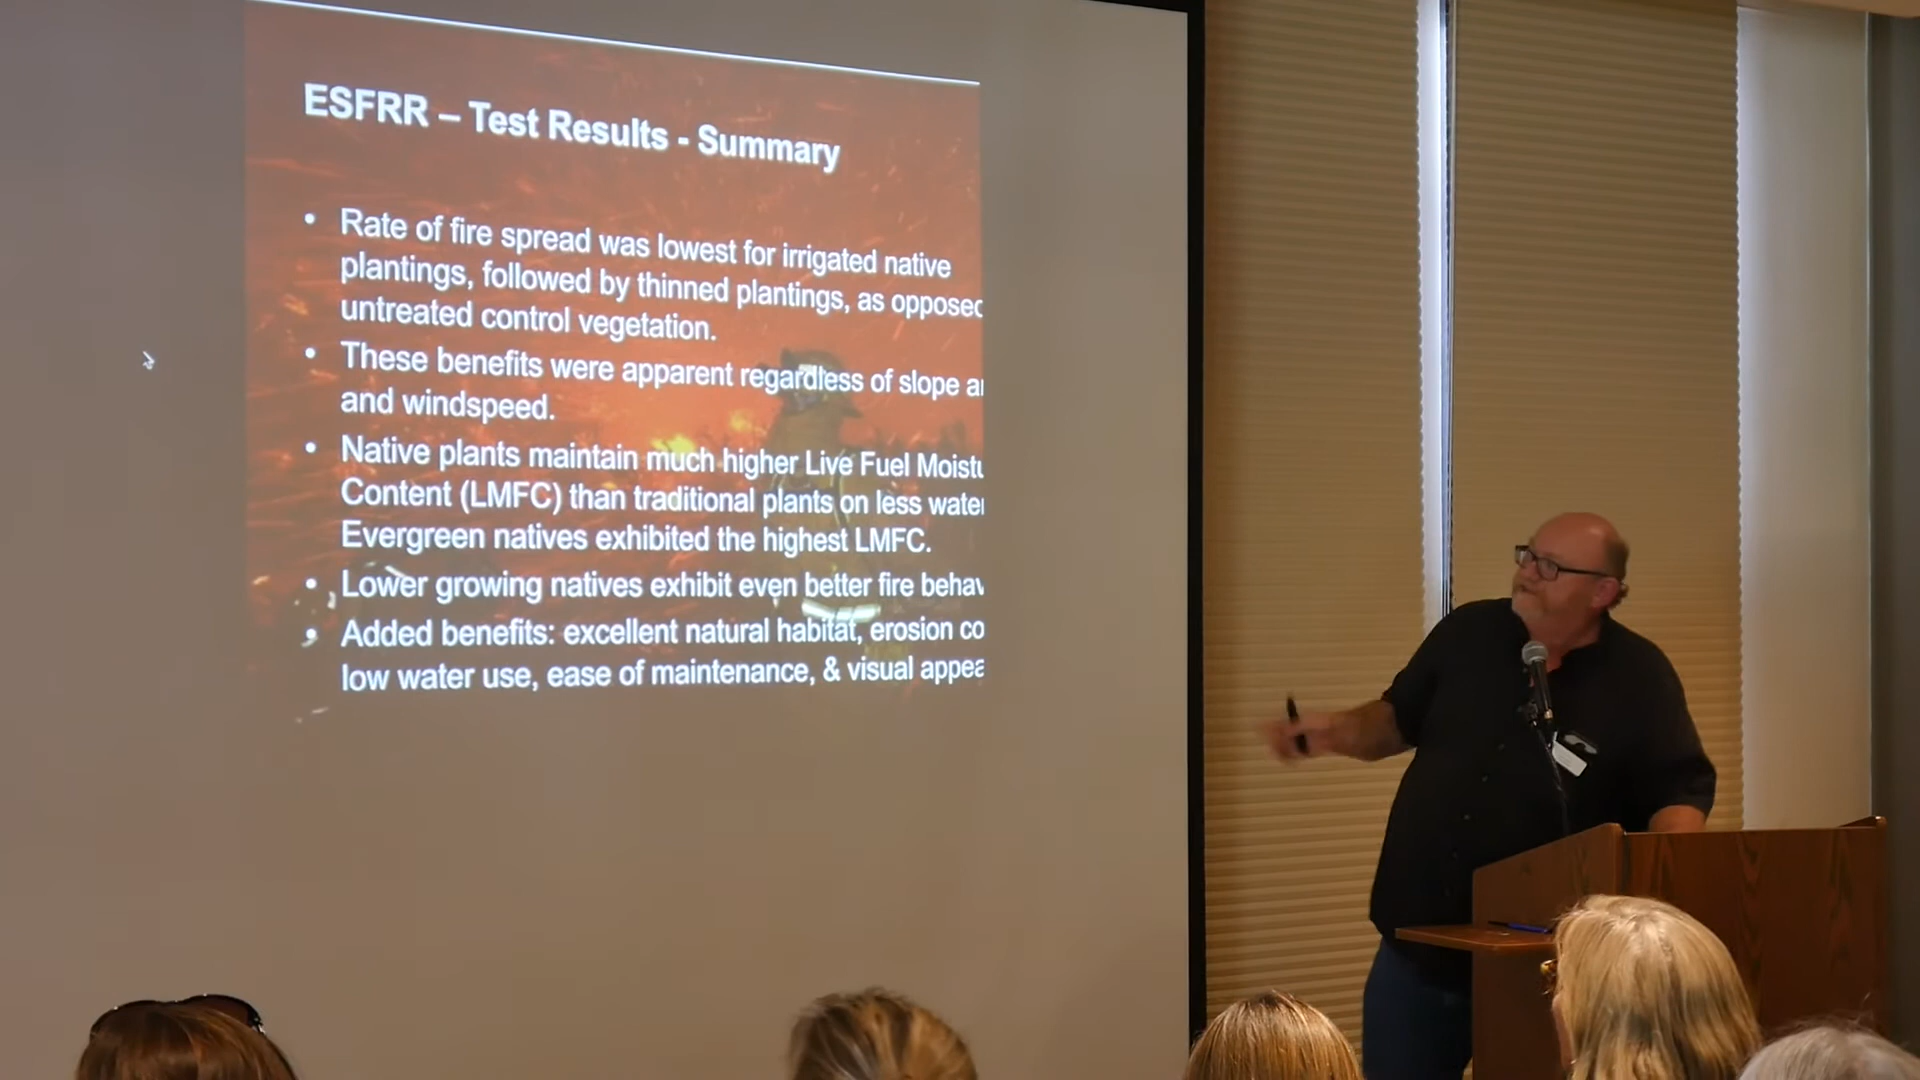 ESFRR – Test Results - Summary
• Rate of fire spread was lowest for irrigated native
plantings, followed by thinned plantings, as
untreated control vegetation.
• These benefits were apparent regardless of slope
and windspeed.
• Native plants maintain much higher Live Fuel
Content (LMFC) than traditional plants on less
Evergreen natives exhibited the highest LMFC.
• Lower growing natives exhibit even better fire
• Added benefits: excellent natural habitat, erosion
low water use, ease of maintenance, & visual